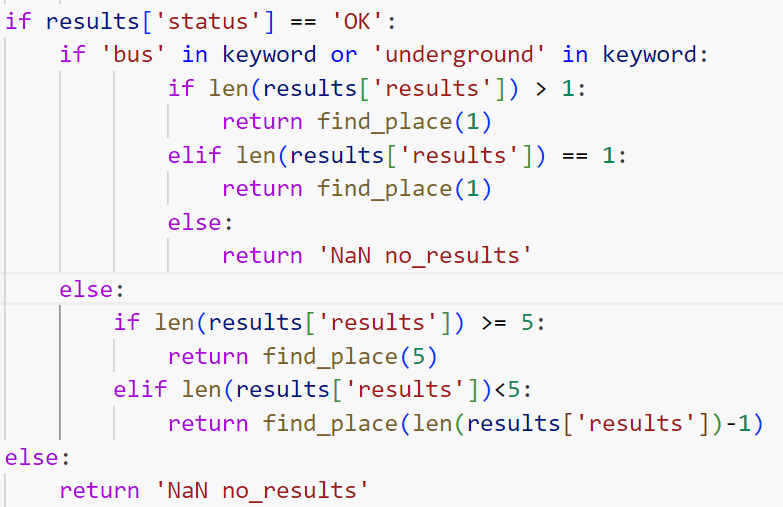 if results['status'] == 'OK':
    if 'bus' in keyword or 'underground' in keyword:
            if len(results['results']) > 1:
                return find_place(1)
            elif len(results['results']) == 1:
                return find_place(1)
            else:
                return 'NaN no_results'
    else:
        if len(results['results']) >= 5:
            return find_place(5)
        elif len(results['results'])<5:
            return find_place(len(results['results'])-1)
else:
    return 'NaN no_results'